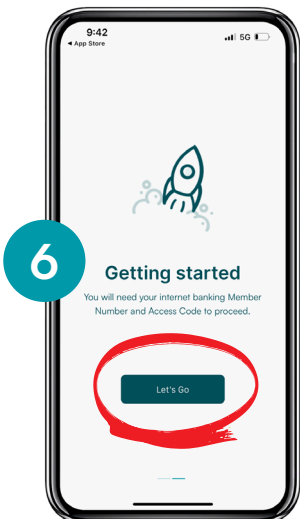 9:42
5G
◄ App Store
6
Getting started
You will need your internet banking Member
Number and Access Code to proceed.
Let's Go